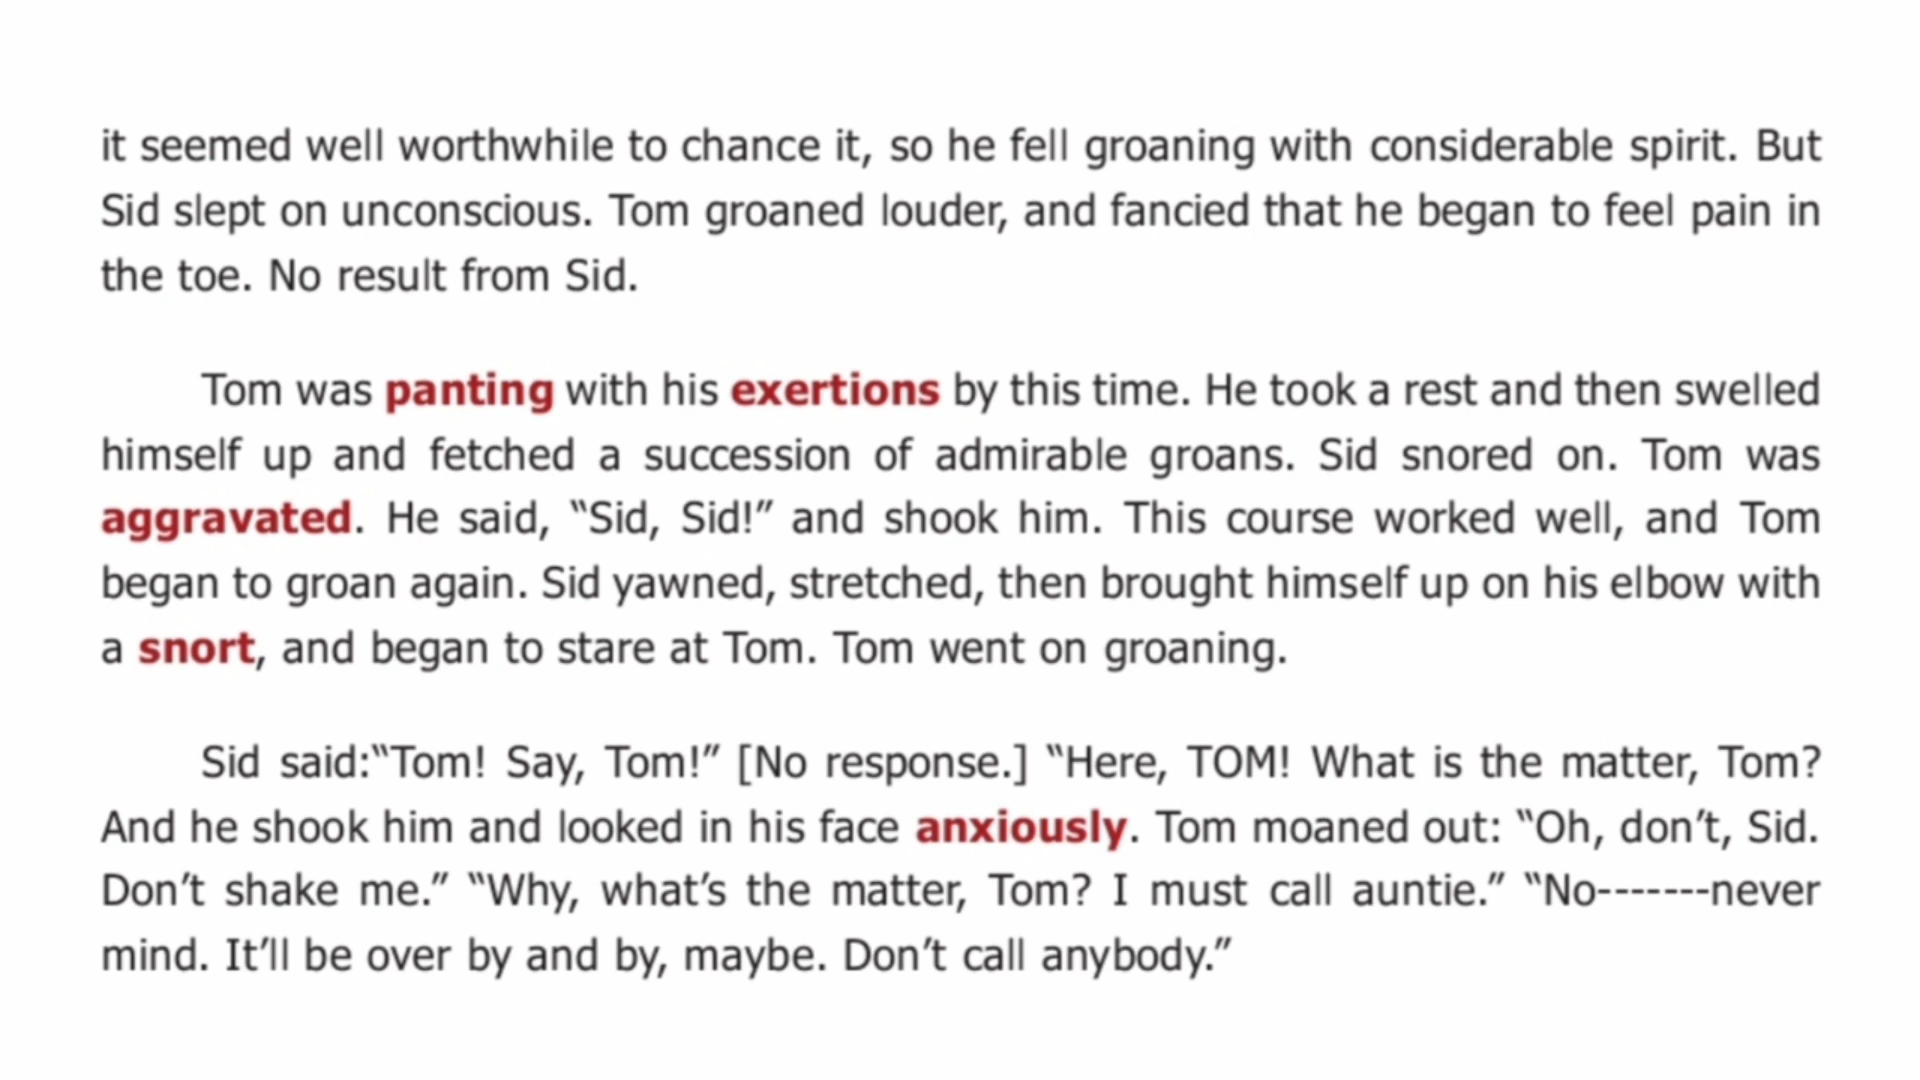 it seemed well worthwhile to chance it, so he fell groaning with considerable spirit. But
Sid slept on unconscious. Tom groaned louder, and fancied that he began to feel pain in
the toe. No result from Sid.
Tom was panting with his exertions by this time. He took a rest and then swelled
himself up and fetched a succession of admirable groans. Sid snored on. Tom was
aggravated. He said, “Sid, Sid!” and shook him. This course worked well, and Tom
began to groan again. Sid yawned, stretched, then brought himself up on his elbow with
a snort, and began to stare at Tom. Tom went on groaning.
Sid said:“Tom! Say, Tom!” [No response.] “Here, TOM! What is the matter, Tom?
And he shook him and looked in his face anxiously. Tom moaned out: “Oh, don’t, Sid.
Don’t shake me.” “Why, what’s the matter, Tom? I must call auntie.” “No-------never
mind. It’ll be over by and by, maybe. Don’t call anybody.”